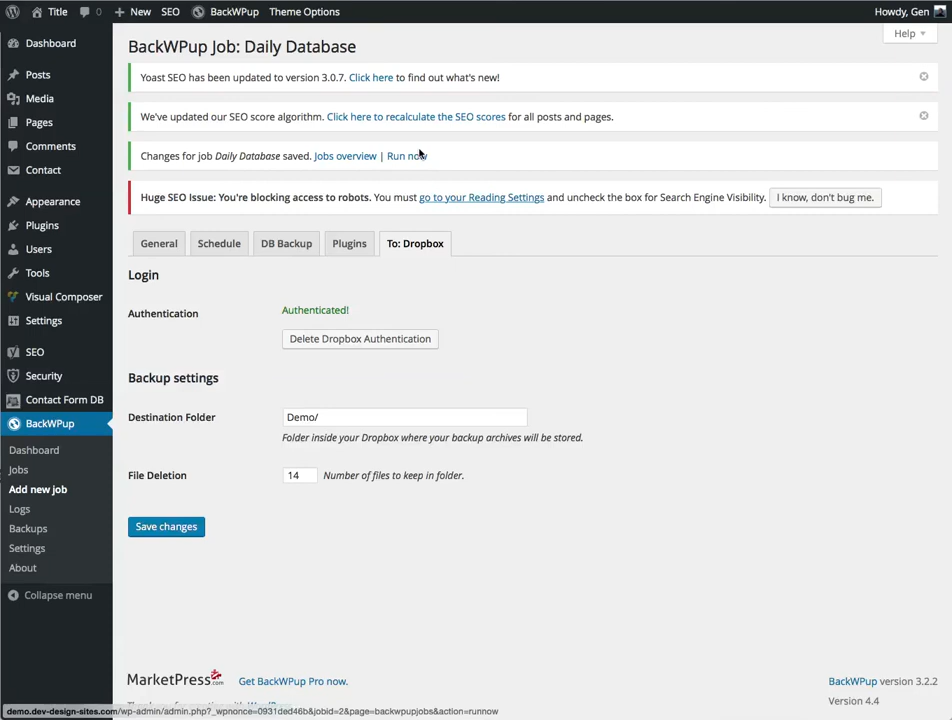 Title 0 New SEO BackWPup Theme Options Howdy, Gen
Help
Dashboard
Posts
Media
Pages
Comments
Contact
Appearance
Plugins
Users
Tools
Visual Composer
Settings
SEO
Security
Contact Form DB
BackWPup
Dashboard
Jobs
Add new job
Logs
Backups
Settings
About
Collapse menu
BackWPup Job: Daily Database
Yoast SEO has been updated to version 3.0.7. Click here to find out what's new!
We've updated our SEO score algorithm. Click here to recalculate the SEO scores for all posts and pages.
Changes for job Daily Database saved. Jobs overview | Run now
Huge SEO Issue: You're blocking access to robots. You must go to your Reading Settings and uncheck the box for Search Engine Visibility. I know, don't bug me.
General Schedule DB Backup Plugins To: Dropbox
Login
Authentication Authenticated!
Delete Dropbox Authentication
Backup settings
Destination Folder Demo/
Folder inside your Dropbox where your backup archives will be stored.
File Deletion 14 Number of files to keep in folder.
Save changes
MarketPress.com Get BackWPup Pro now. BackWPup version 3.2.2
Version 4.4
demo.dev-design-sites.com/wp-admin/admin.php?_wpnonce=0931ded46b&jobid=2&page=backwpupjobs&action=runnow